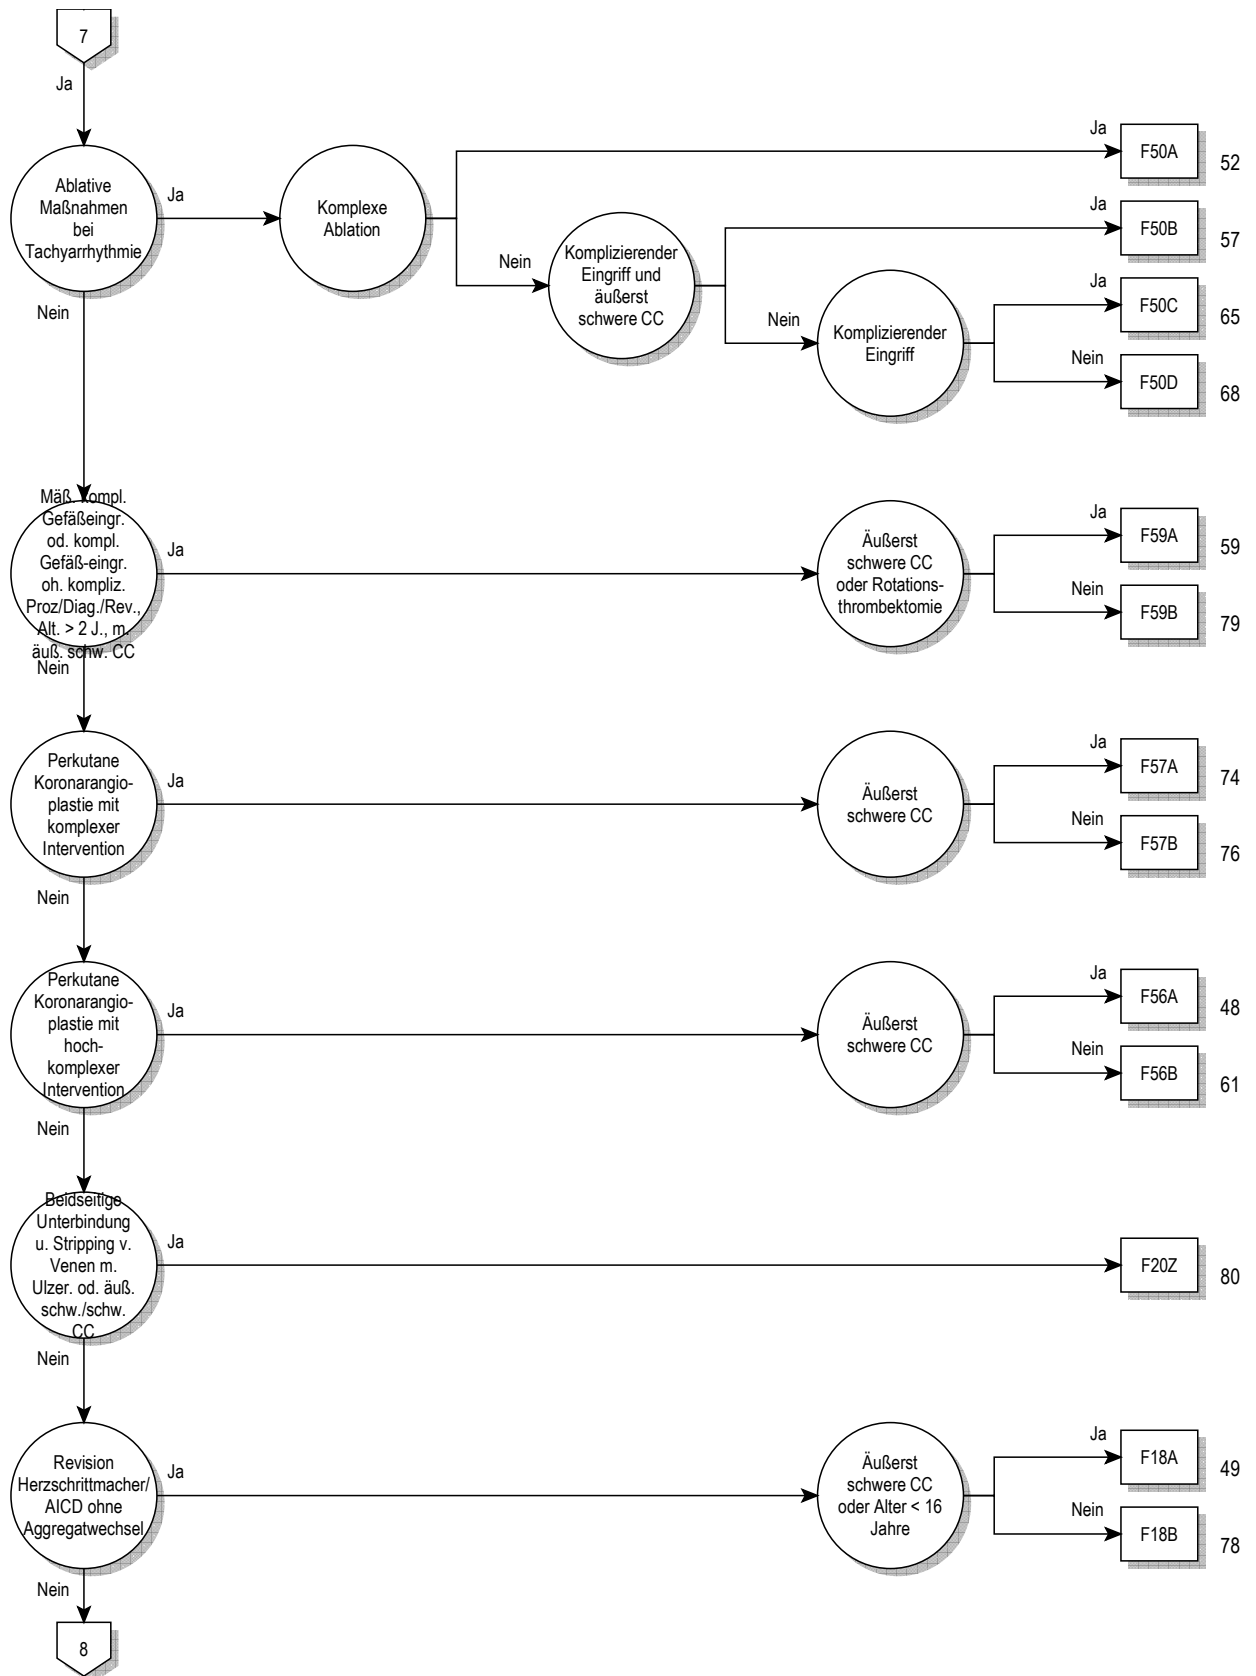 7
Ja
Ablative
Maßnahmen
bei
Tachyarrhythmie
Ja
Komplexe
Ablation
Ja
F50A
52
Nein
Komplizierender
Eingriff und
äußerst
schwere CC
Ja
F50B
57
Nein
Komplizierender
Eingriff
Ja
F50C
65
Nein
F50D
68
Nein
Mäß. kompl.
Gefäßeingr.
od. kompl.
Gefäß-eingr.
oh. kompliz.
Proz/Diag./Rev.,
Alt. > 2 J., m.
äuß. schw. CC
Ja
Äußerst
schwere CC
oder Rotations-
thrombektomie
Ja
F59A
59
Nein
F59B
79
Nein
Perkutane
Koronarangio-
plastie mit
komplexer
Intervention
Ja
Äußerst
schwere CC
Ja
F57A
74
Nein
F57B
76
Nein
Perkutane
Koronarangio-
plastie mit
hoch-
komplexer
Intervention
Ja
Äußerst
schwere CC
Ja
F56A
48
Nein
F56B
61
Nein
Beidseitige
Unterbindung
u. Stripping v.
Venen m.
Ulzer. od. äuß.
schw./schw.
CC
Ja
F20Z
80
Nein
Revision
Herzschrittmacher/
AICD ohne
Aggregatwechsel
Ja
Äußerst
schwere CC
oder Alter < 16
Jahre
Ja
F18A
49
Nein
F18B
78
Nein
8